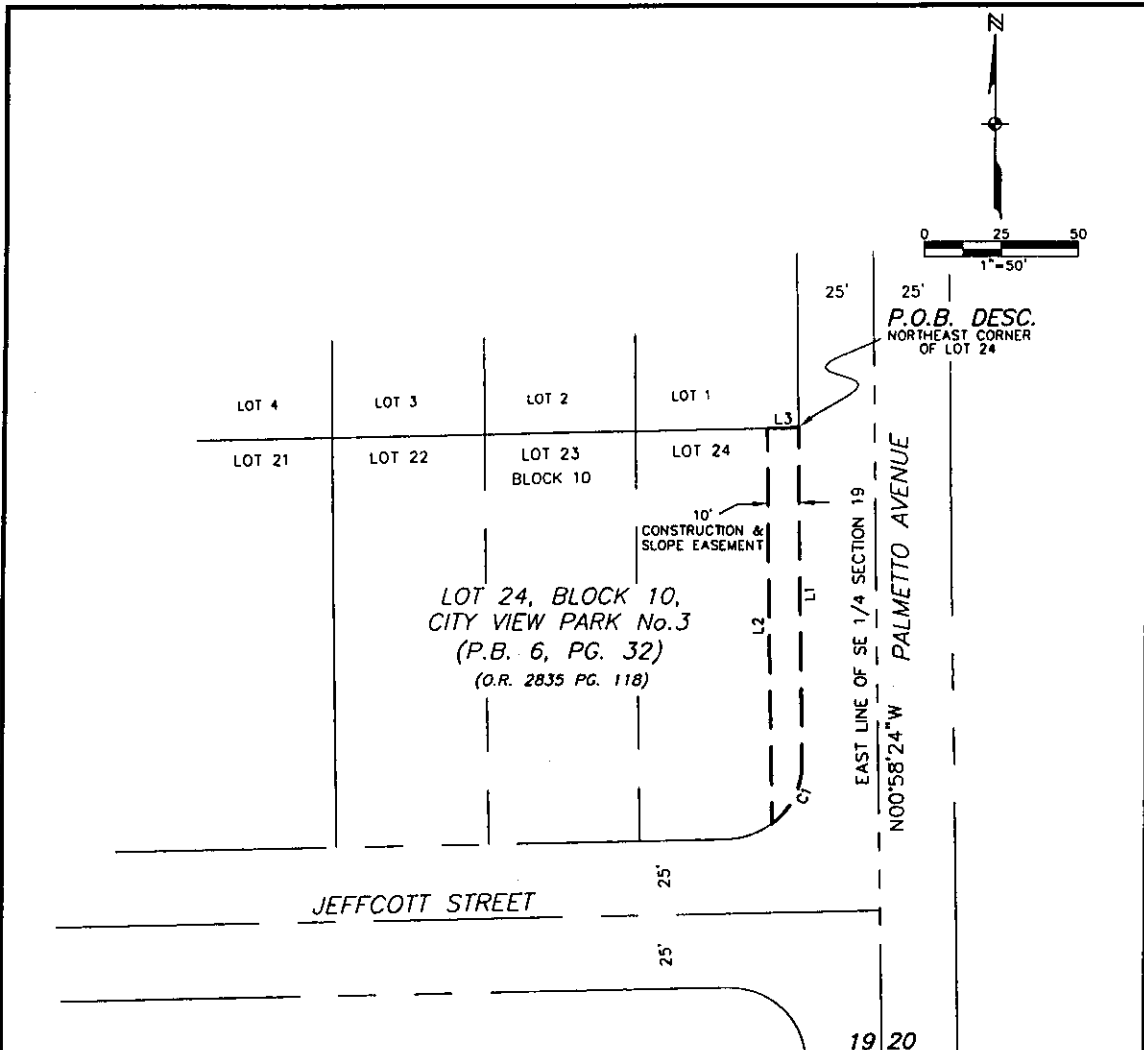 N
0 25 50
1"=50'
25' 25'
P.O.B. DESC.
NORTHEAST CORNER
OF LOT 24
LOT 4 LOT 3 LOT 2 LOT 1
L3
LOT 21 LOT 22 LOT 23 LOT 24
BLOCK 10
10'
CONSTRUCTION &
SLOPE EASEMENT
LOT 24, BLOCK 10,
CITY VIEW PARK No.3
(P.B. 6, PG. 32)
(O.R. 2835 PG. 118)
L2
L1
C1
EAST LINE OF SE 1/4 SECTION 19
N00°58'24"W PALMETTO AVENUE
25'
JEFFCOTT STREET
25'
19 20